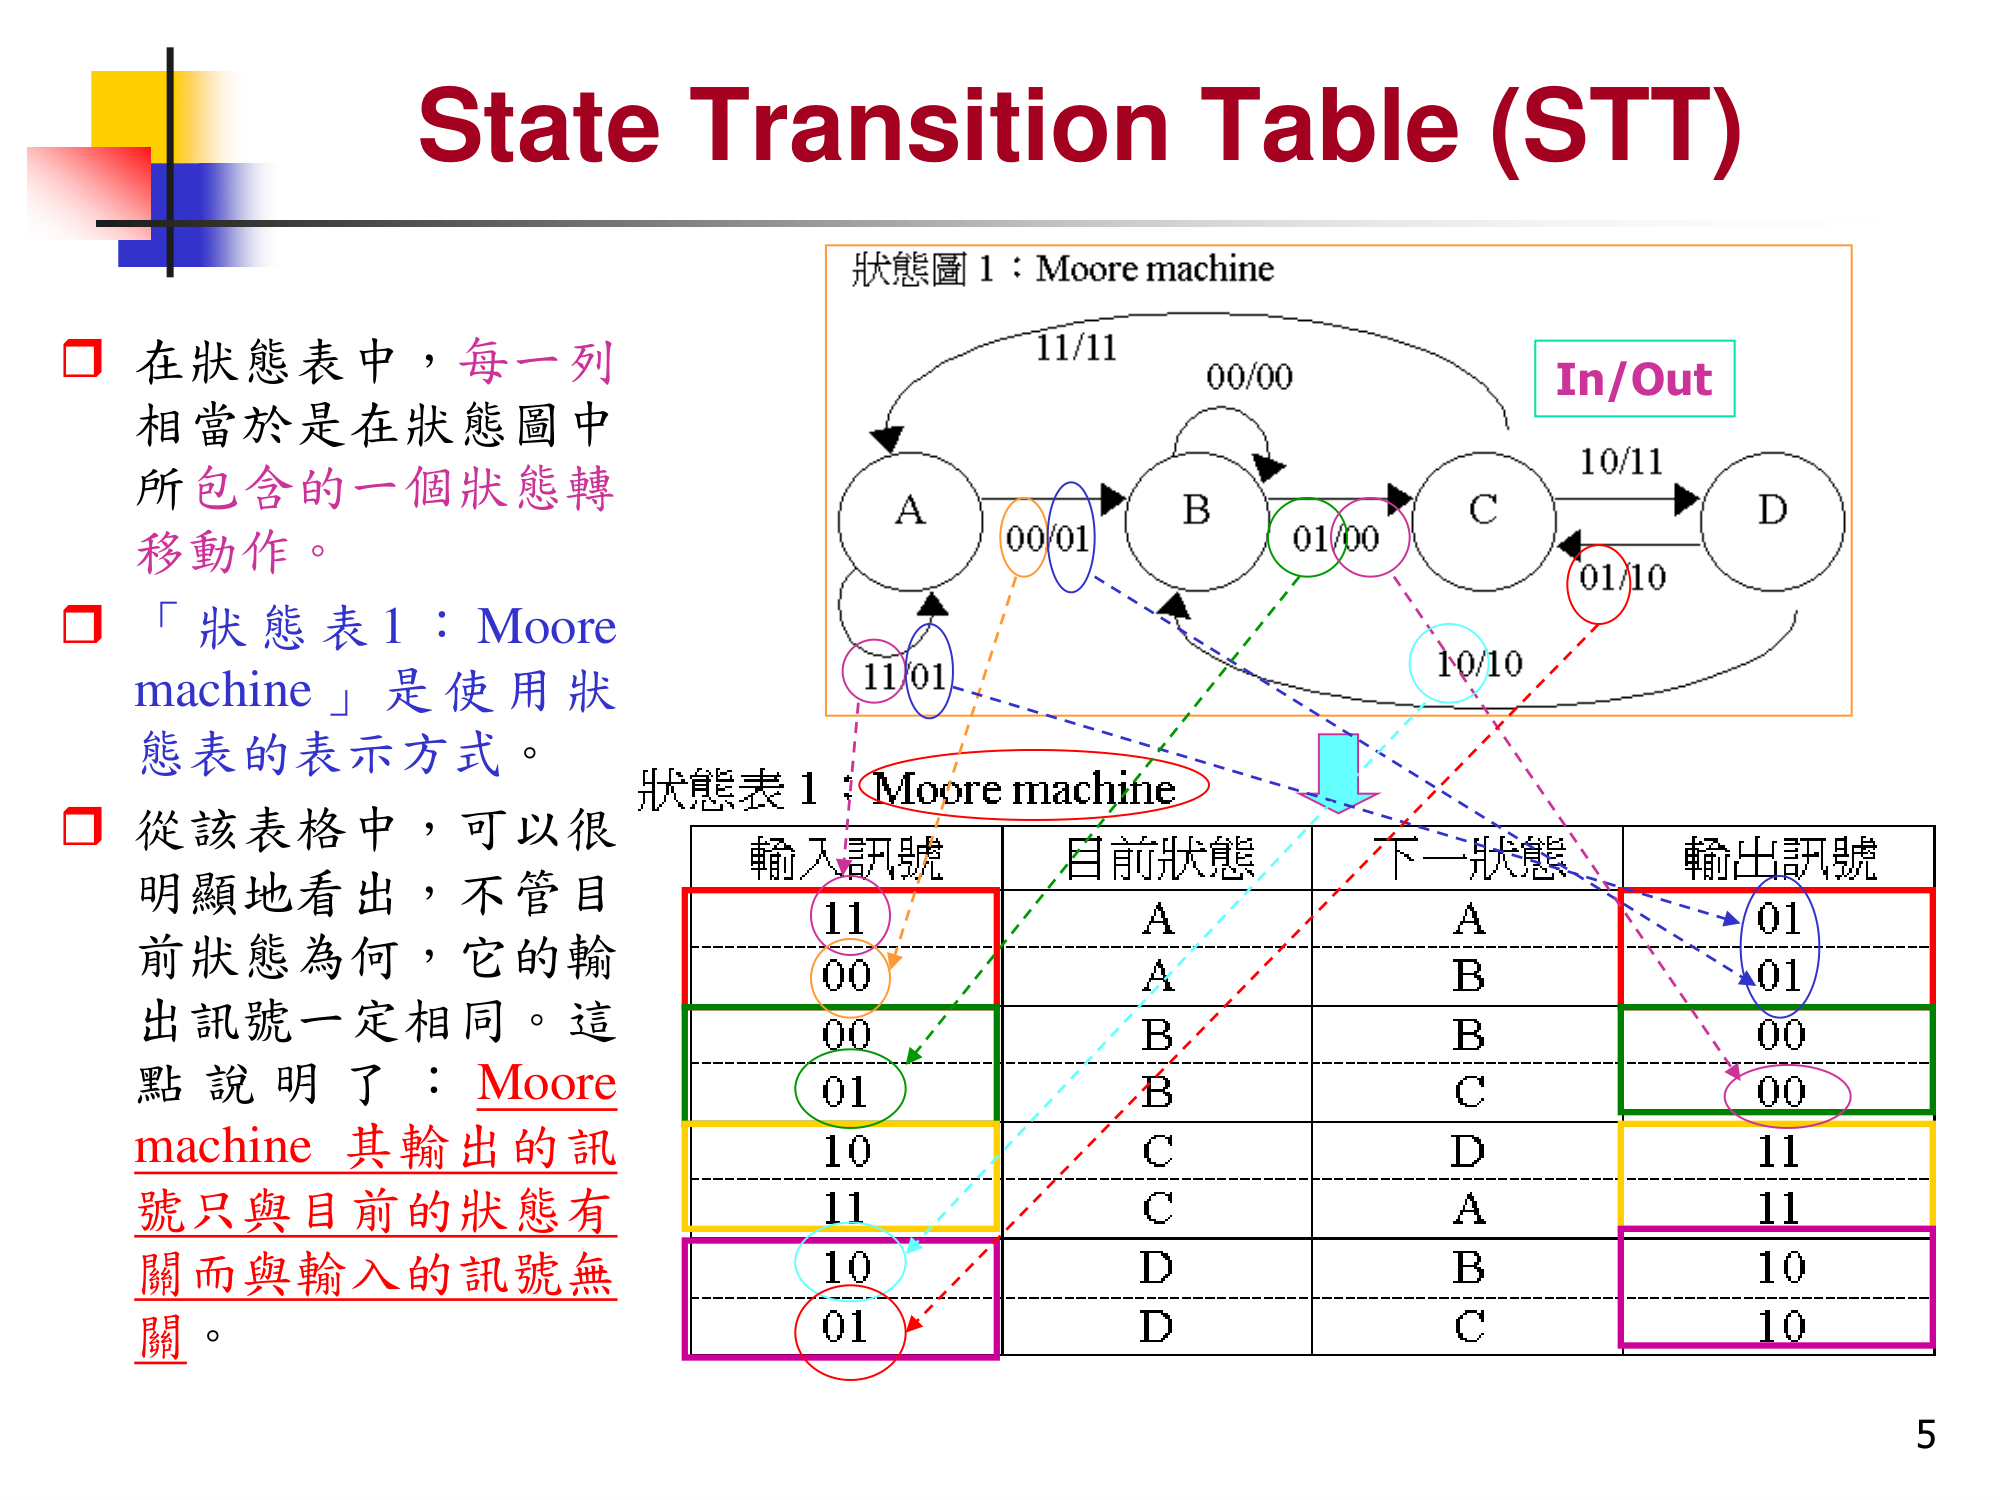 State Transition Table (STT)
在狀態表中，每一列
相當於是在狀態圖中
所包含的一個狀態轉
移動作。
「狀態表1：Moore
machine」是使用狀
態表的表示方式。
從該表格中，可以很
明顯地看出，不管目
前狀態為何，它的輸
出訊號一定相同。這
點說明了：Moore
machine 其輸出的訊
號只與目前的狀態有
關而與輸入的訊號無
關。
狀態圖 1：Moore machine
11/11
00/00
In/Out
10/11
A B C D
00/01 01/00
01/10
11/01
10/10
狀態表 1：Moore machine
輸入訊號 目前狀態 下一狀態 輸出訊號
11 A A 01
00 A B 01
00 B B 00
01 B C 00
10 C D 11
11 C A 11
10 D B 10
01 D C 10
5